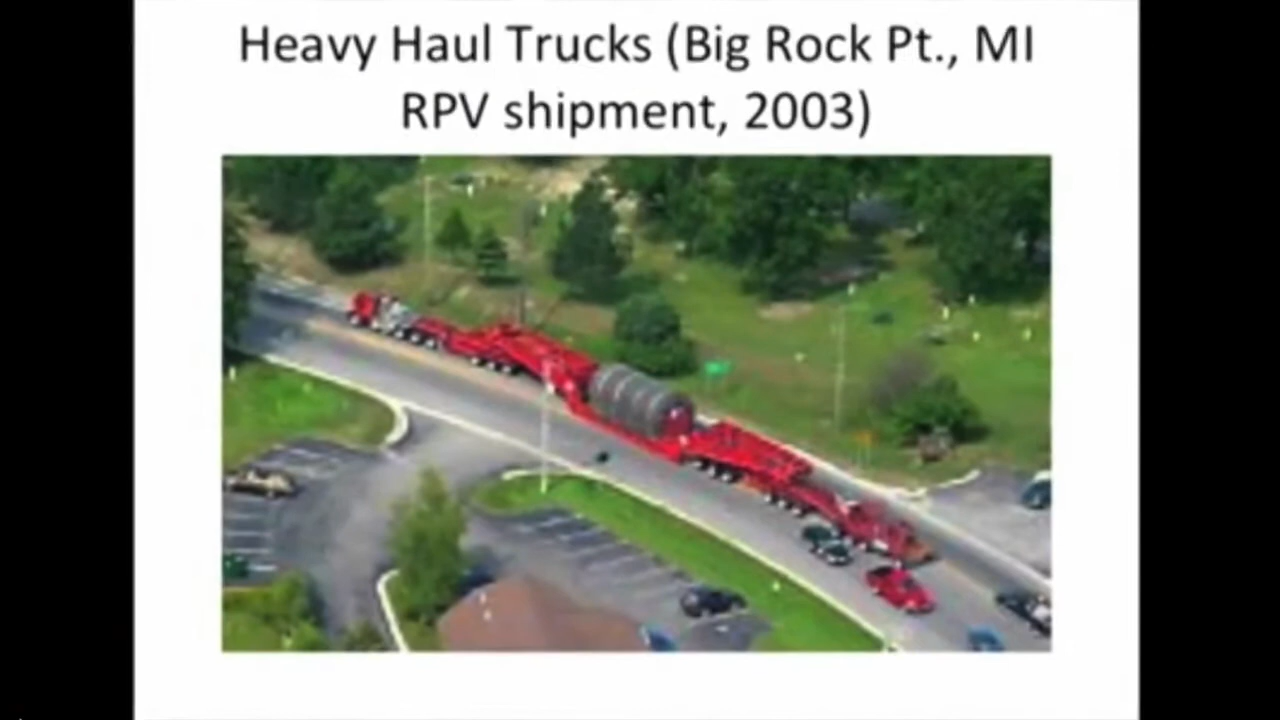 Heavy Haul Trucks (Big Rock Pt., MI
RPV shipment, 2003)